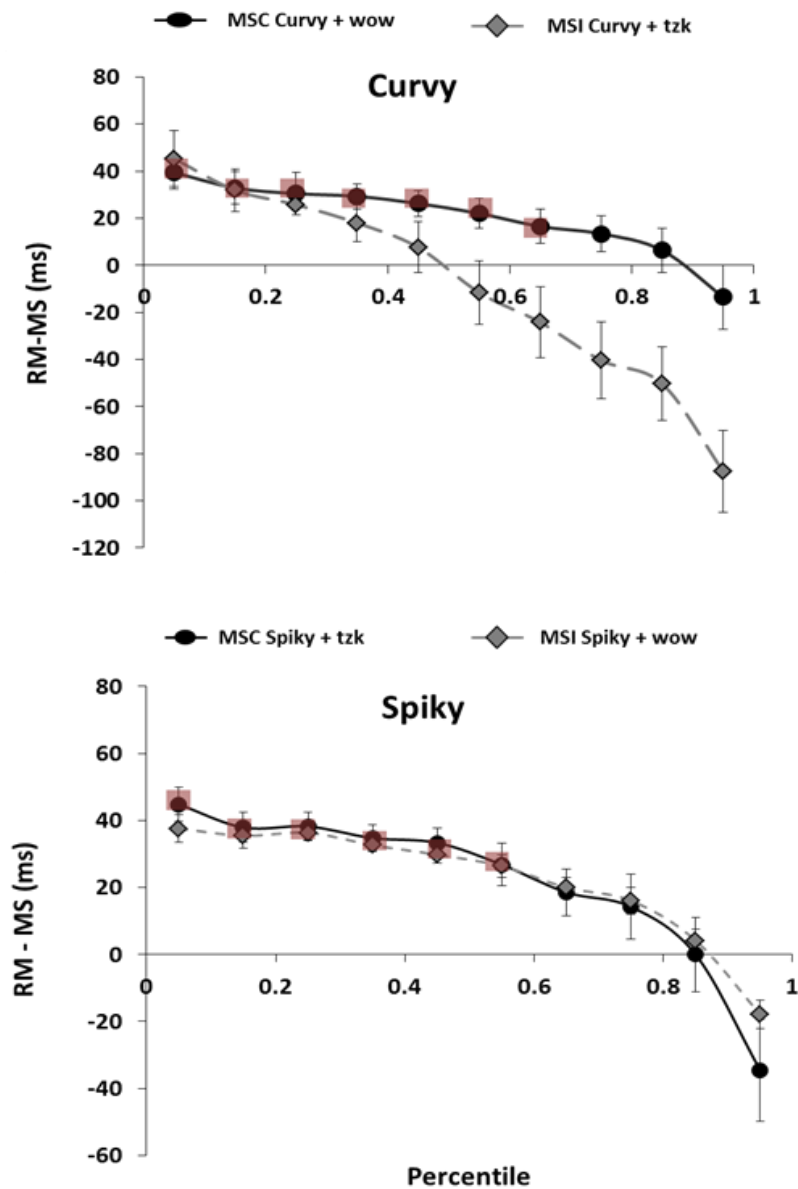 MSC Curvy + wow MSI Curvy + tzk
Curvy
80
60
40
20
0
-20
-40
-60
-80
-100
-120
0 0.2 0.4 0.6 0.8 1
RM-MS (ms)
MSC Spiky + tzk MSI Spiky + wow
Spiky
80
60
40
20
0
-20
-40
-60
0 0.2 0.4 0.6 0.8 1
RM - MS (ms)
Percentile